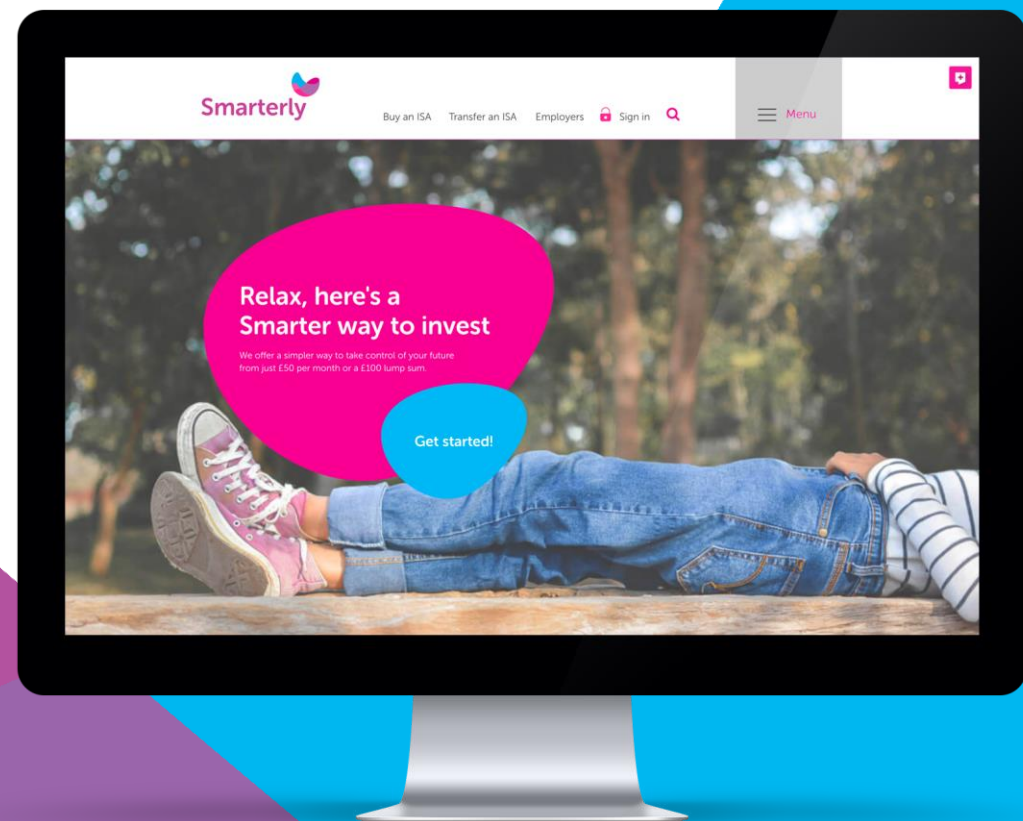 Smarterly
Buy an ISA Transfer an ISA Employers Sign in
Menu
Relax, here's a
Smarter way to invest
We offer a simpler way to take control of your future
from just £50 per month or a £100 lump sum.
Get started!